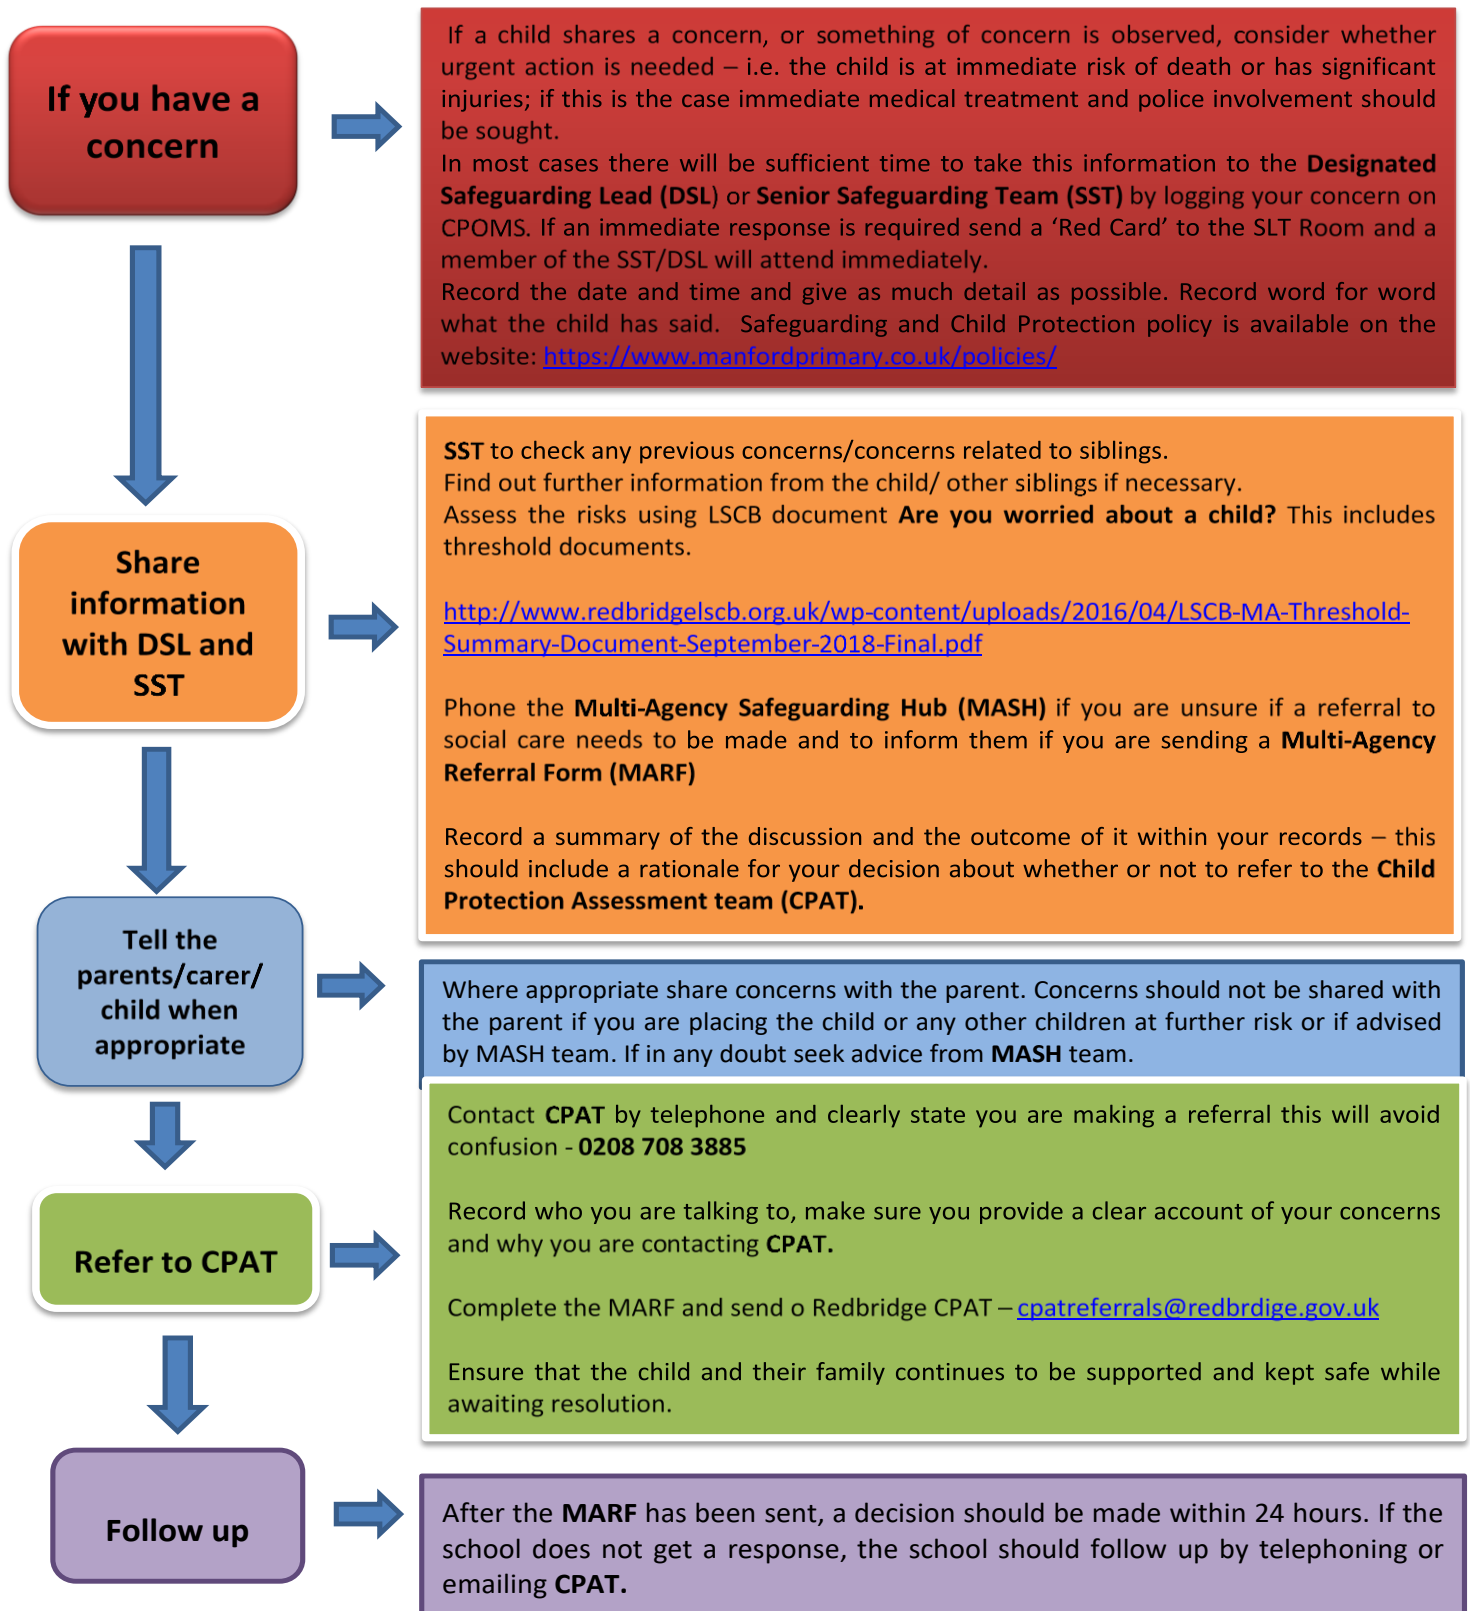 If you have a
concern
If a child shares a concern, or something of concern is observed, consider whether
urgent action is needed – i.e. the child is at immediate risk of death or has significant
injuries; if this is the case immediate medical treatment and police involvement should
be sought.
In most cases there will be sufficient time to take this information to the Designated
Safeguarding Lead (DSL) or Senior Safeguarding Team (SST) by logging your concern on
CPOMS. If an immediate response is required send a ‘Red Card’ to the SLT Room and a
member of the SST/DSL will attend immediately.
Record the date and time and give as much detail as possible. Record word for word
what the child has said. Safeguarding and Child Protection policy is available on the
website: https://www.manfordprimary.co.uk/policies/
Share
information
with DSL and
SST
SST to check any previous concerns/concerns related to siblings.
Find out further information from the child/ other siblings if necessary.
Assess the risks using LSCB document Are you worried about a child? This includes
threshold documents.
http://www.redbridgelscb.org.uk/wp-content/uploads/2016/04/LSCB-MA-Threshold-
Summary-Document-September-2018-Final.pdf
Phone the Multi-Agency Safeguarding Hub (MASH) if you are unsure if a referral to
social care needs to be made and to inform them if you are sending a Multi-Agency
Referral Form (MARF)
Record a summary of the discussion and the outcome of it within your records – this
should include a rationale for your decision about whether or not to refer to the Child
Protection Assessment team (CPAT).
Tell the
parents/carer/
child when
appropriate
Where appropriate share concerns with the parent. Concerns should not be shared with
the parent if you are placing the child or any other children at further risk or if advised
by MASH team. If in any doubt seek advice from MASH team.
Refer to CPAT
Contact CPAT by telephone and clearly state you are making a referral this will avoid
confusion - 0208 708 3885
Record who you are talking to, make sure you provide a clear account of your concerns
and why you are contacting CPAT.
Complete the MARF and send o Redbridge CPAT – cpatreferrals@redbrdige.gov.uk
Ensure that the child and their family continues to be supported and kept safe while
awaiting resolution.
Follow up
After the MARF has been sent, a decision should be made within 24 hours. If the
school does not get a response, the school should follow up by telephoning or
emailing CPAT.